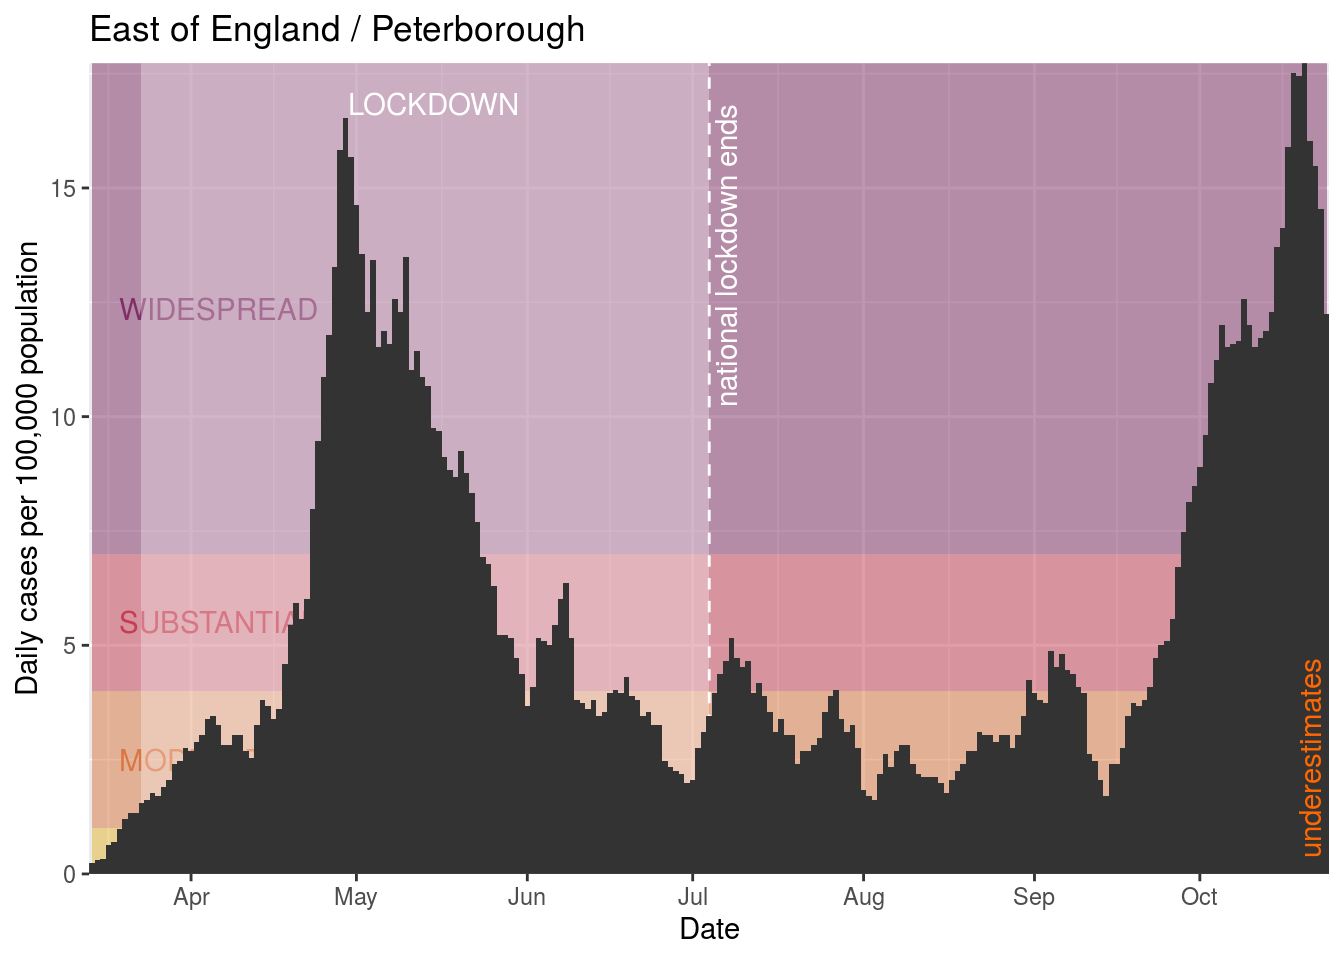 East of England / Peterborough
LOCKDOWN
national lockdown ends
WIDESPREAD
SUBSTANTIA
MOD
underestimates
Daily cases per 100,000 population
15
10
5
0
Apr
May
Jun
Jul
Aug
Sep
Oct
Date